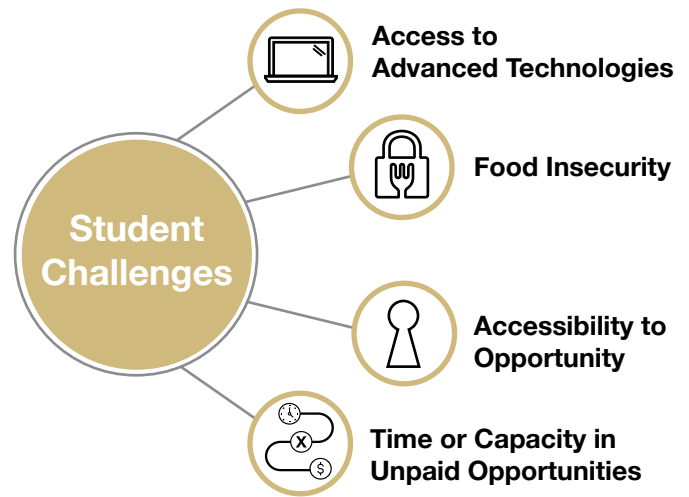 Student
Challenges
Access to
Advanced Technologies
Food Insecurity
Accessibility to
Opportunity
X
$
Time or Capacity in
Unpaid Opportunities